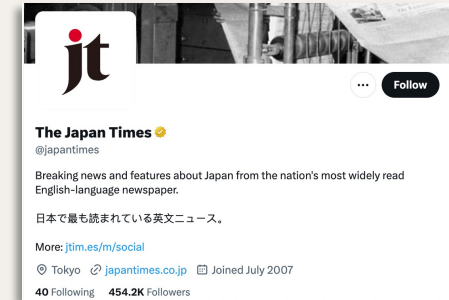 jt
Follow
The Japan Times
@japantimes
Breaking news and features about Japan from the nation's most widely read
English-language newspaper.
日本で最も読まれている英文ニュース。
More: jtim.es/m/social
Tokyo japantimes.co.jp Joined July 2007
40 Following 454.2K Followers